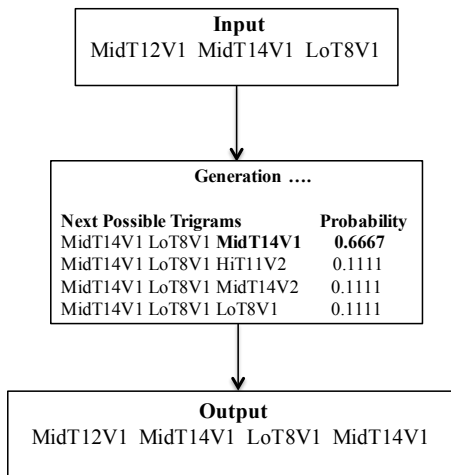 Input
MidT12V1 MidT14V1 LoT8V1
Generation ....
Next Possible Trigrams Probability
MidT14V1 LoT8V1 MidT14V1 0.6667
MidT14V1 LoT8V1 HiT11V2 0.1111
MidT14V1 LoT8V1 MidT14V2 0.1111
MidT14V1 LoT8V1 LoT8V1 0.1111
Output
MidT12V1 MidT14V1 LoT8V1 MidT14V1